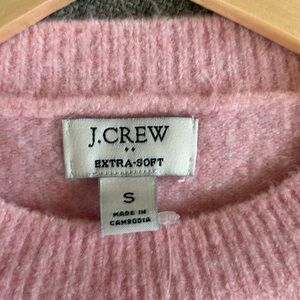 J.CREW
EXTRA-SOFT
S
MADE IN
CAMBODIA